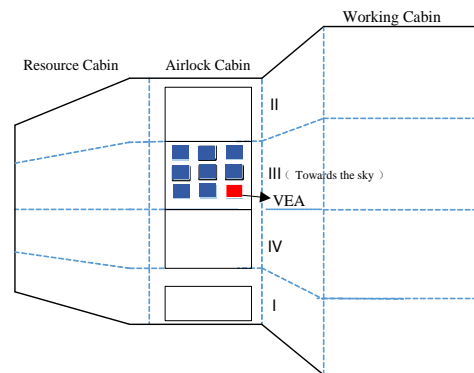 Working Cabin
Resource Cabin
Airlock Cabin
II
III（ Towards the sky ）
VEA
IV
I